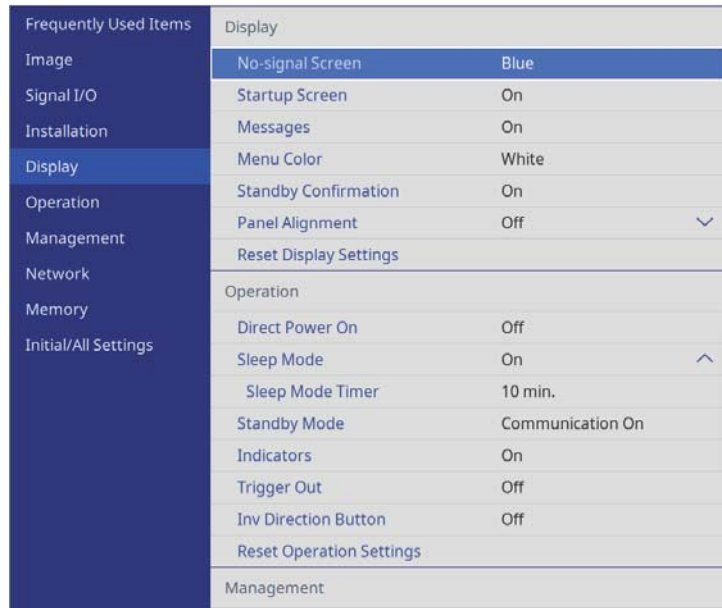 Frequently Used Items
Image
Signal I/O
Installation
Display
Operation
Management
Network
Memory
Initial/All Settings
Display
No-signal Screen Blue
Startup Screen On
Messages On
Menu Color White
Standby Confirmation On
Panel Alignment Off
Reset Display Settings
Operation
Direct Power On Off
Sleep Mode On
Sleep Mode Timer 10 min.
Standby Mode Communication On
Indicators On
Trigger Out Off
Inv Direction Button Off
Reset Operation Settings
Management